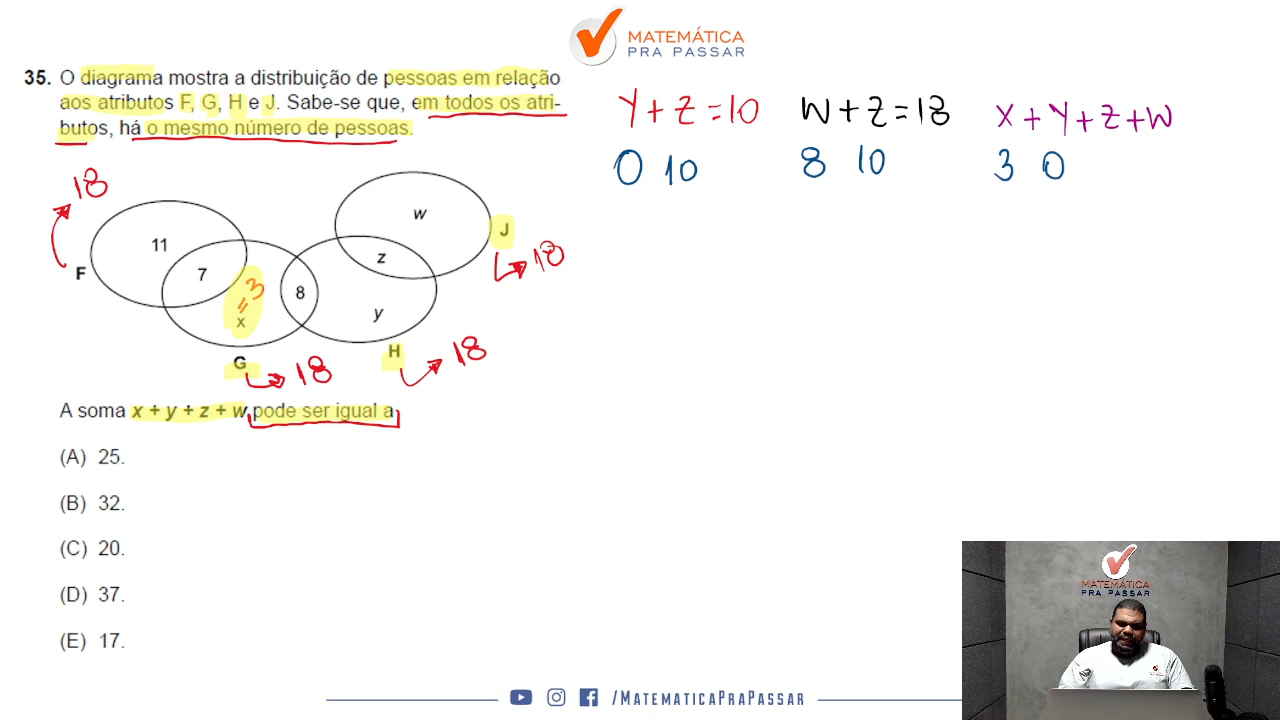 MATEMÁTICA
PRA PASSAR
35. O diagrama mostra a distribuição de pessoas em relação
aos atributos F, G, H e J. Sabe-se que, em todos os atri-
butos, há o mesmo número de pessoas.
Y + Z = 10
W + Z = 18
X + Y + Z + W
0 10
8 10
3 0
18
w
J
11
z
18
F
7
= 3
8
x
y
G
18
H
18
A soma x + y + z + w pode ser igual a
(A) 25.
(B) 32.
(C) 20.
(D) 37.
(E) 17.
MATEMÁTICA
PRA PASSAR
/MATEMATICAPRAPASSAR